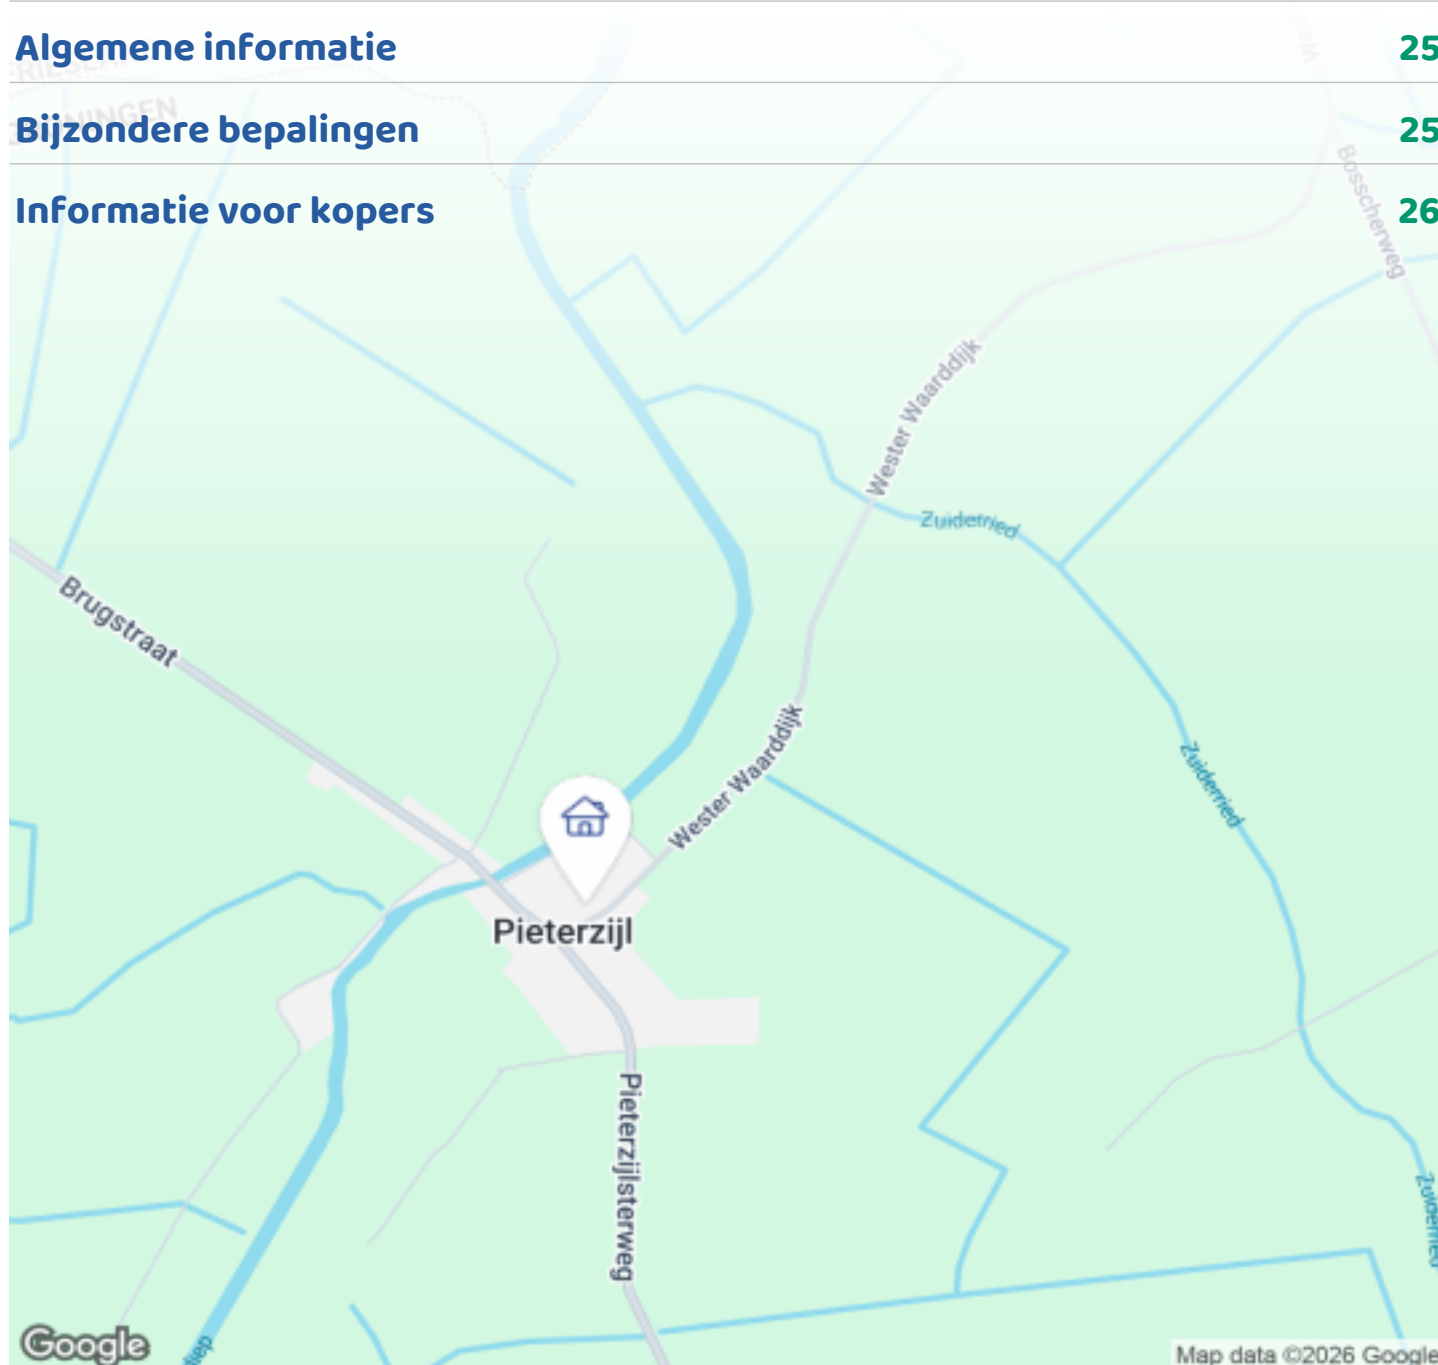 Algemene informatie 25
Bijzondere bepalingen 25
Informatie voor kopers 26
Bosscherweg
Wester Waarddijk
Zuiderried
Brugstraat
Wester Waarddijk
Zuiderried
Pieterzijl
Pieterzijlsterweg
Zuiderried
Google
Map data ©2026 Google